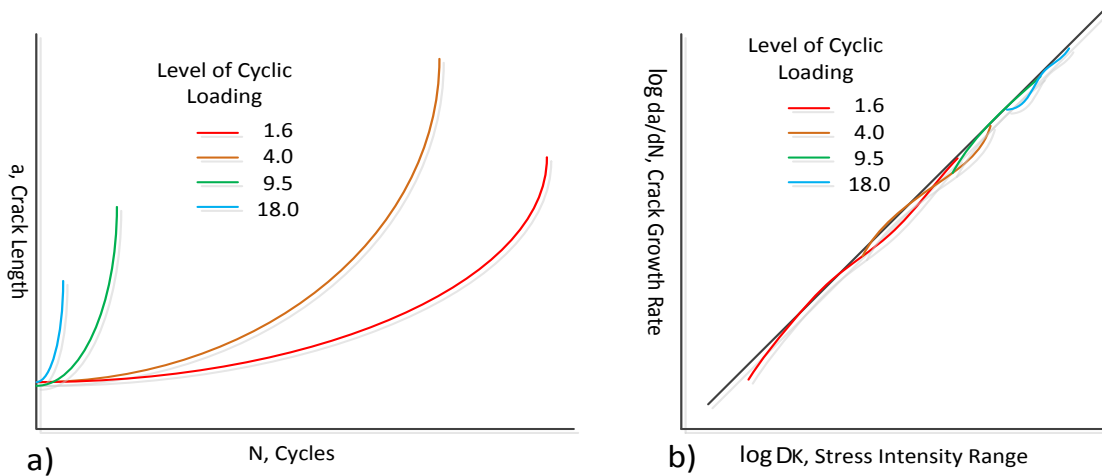 Level of Cyclic
Loading
1.6
4.0
9.5
18.0
a, Crack Length
N, Cycles
a)
Level of Cyclic
Loading
1.6
4.0
9.5
18.0
log da/dN, Crack Growth Rate
log DK, Stress Intensity Range
b)